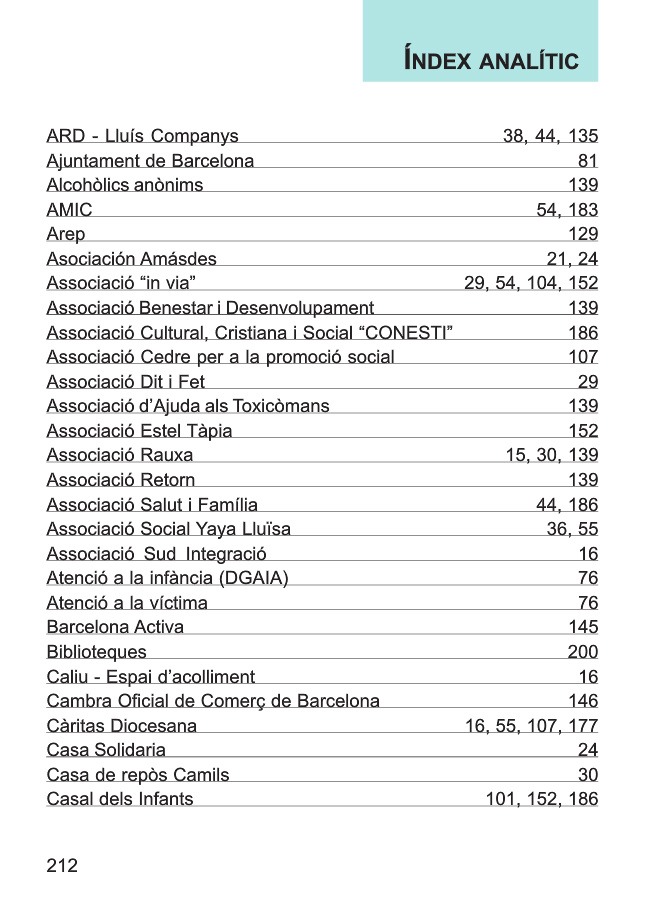 ÍNDEX ANALÍTIC
ARD - Lluís Companys 38, 44, 135
Ajuntament de Barcelona 81
Alcohòlics anònims 139
AMIC 54, 183
Arep 129
Asociación Amásdes 21, 24
Associació “in via” 29, 54, 104, 152
Associació Benestar i Desenvolupament 139
Associació Cultural, Cristiana i Social “CONESTI” 186
Associació Cedre per a la promoció social 107
Associació Dit i Fet 29
Associació d’Ajuda als Toxicòmans 139
Associació Estel Tàpia 152
Associació Rauxa 15, 30, 139
Associació Retorn 139
Associació Salut i Família 44, 186
Associació Social Yaya Lluïsa 36, 55
Associació Sud Integració 16
Atenció a la infància (DGAIA) 76
Atenció a la víctima 76
Barcelona Activa 145
Biblioteques 200
Caliu - Espai d’acolliment 16
Cambra Oficial de Comerç de Barcelona 146
Càritas Diocesana 16, 55, 107, 177
Casa Solidaria 24
Casa de repòs Camils 30
Casal dels Infants 101, 152, 186
212